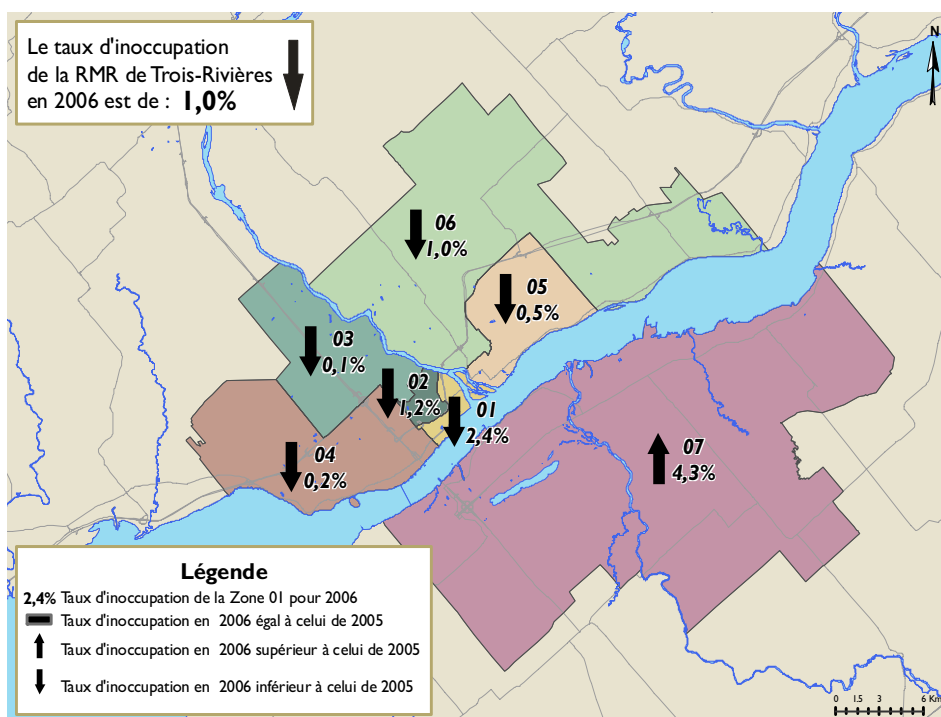 Le taux d'inoccupation
de la RMR de Trois-Rivières
en 2006 est de : 1,0%
N
06
1,0%
05
0,5%
03
0,1%
02
1,2%
01
2,4%
04
0,2%
07
4,3%
Légende
2,4% Taux d'inoccupation de la Zone 01 pour 2006
Taux d'inoccupation en 2006 égal à celui de 2005
Taux d'inoccupation en 2006 supérieur à celui de 2005
Taux d'inoccupation en 2006 inférieur à celui de 2005
0 1.5 3 6 Km